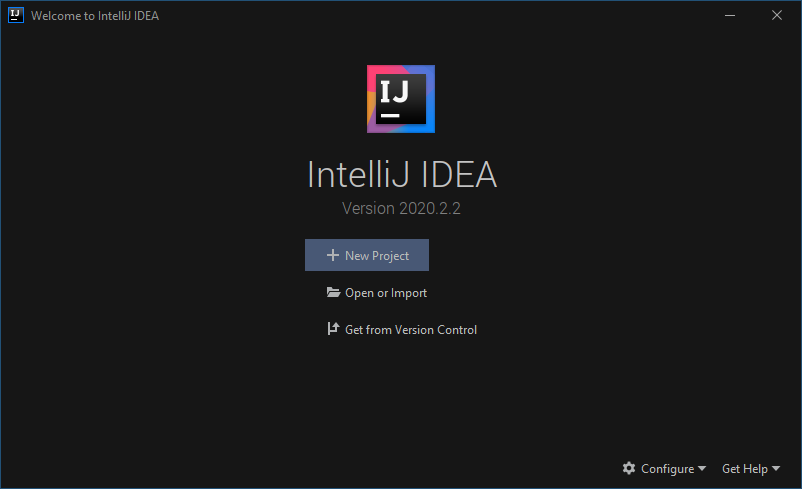 IJ Welcome to IntelliJ IDEA
IJ
IntelliJ IDEA
Version 2020.2.2
New Project
Open or Import
Get from Version Control
Configure Get Help